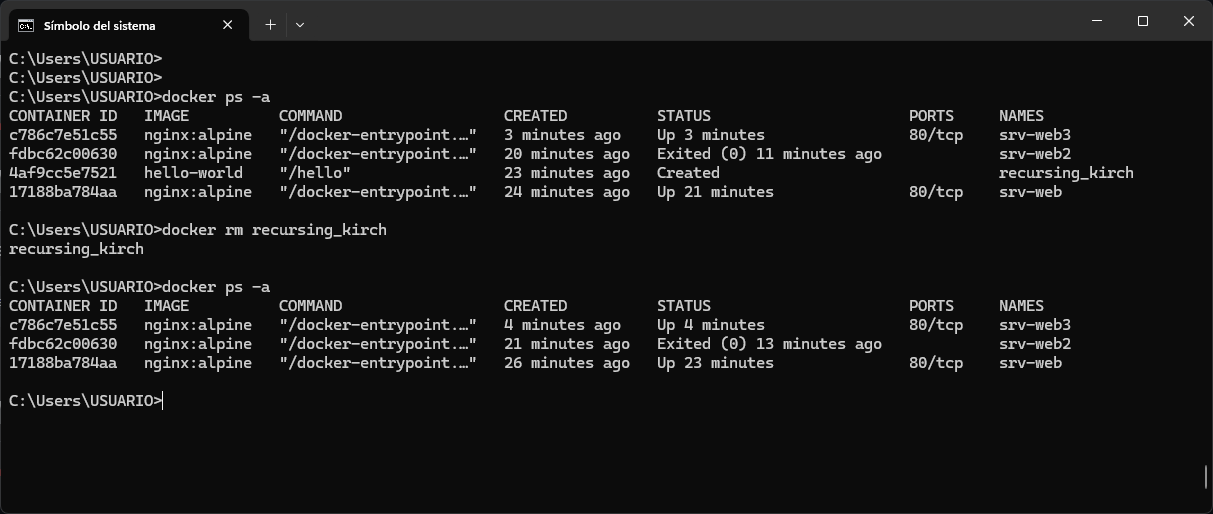 Símbolo del sistema
C:\Users\USUARIO>
C:\Users\USUARIO>
C:\Users\USUARIO>docker ps -a
CONTAINER ID   IMAGE          COMMAND                  CREATED          STATUS                      PORTS     NAMES
c786c7e51c55   nginx:alpine   "/docker-entrypoint.…"   3 minutes ago    Up 3 minutes                80/tcp    srv-web3
fdbc62c00630   nginx:alpine   "/docker-entrypoint.…"   20 minutes ago   Exited (0) 11 minutes ago             srv-web2
4af9cc5e7521   hello-world    "/hello"                 23 minutes ago   Created                               recursing_kirch
17188ba784aa   nginx:alpine   "/docker-entrypoint.…"   24 minutes ago   Up 21 minutes               80/tcp    srv-web
C:\Users\USUARIO>docker rm recursing_kirch
recursing_kirch
C:\Users\USUARIO>docker ps -a
CONTAINER ID   IMAGE          COMMAND                  CREATED          STATUS                      PORTS     NAMES
c786c7e51c55   nginx:alpine   "/docker-entrypoint.…"   4 minutes ago    Up 4 minutes                80/tcp    srv-web3
fdbc62c00630   nginx:alpine   "/docker-entrypoint.…"   21 minutes ago   Exited (0) 13 minutes ago             srv-web2
17188ba784aa   nginx:alpine   "/docker-entrypoint.…"   26 minutes ago   Up 23 minutes               80/tcp    srv-web
C:\Users\USUARIO>